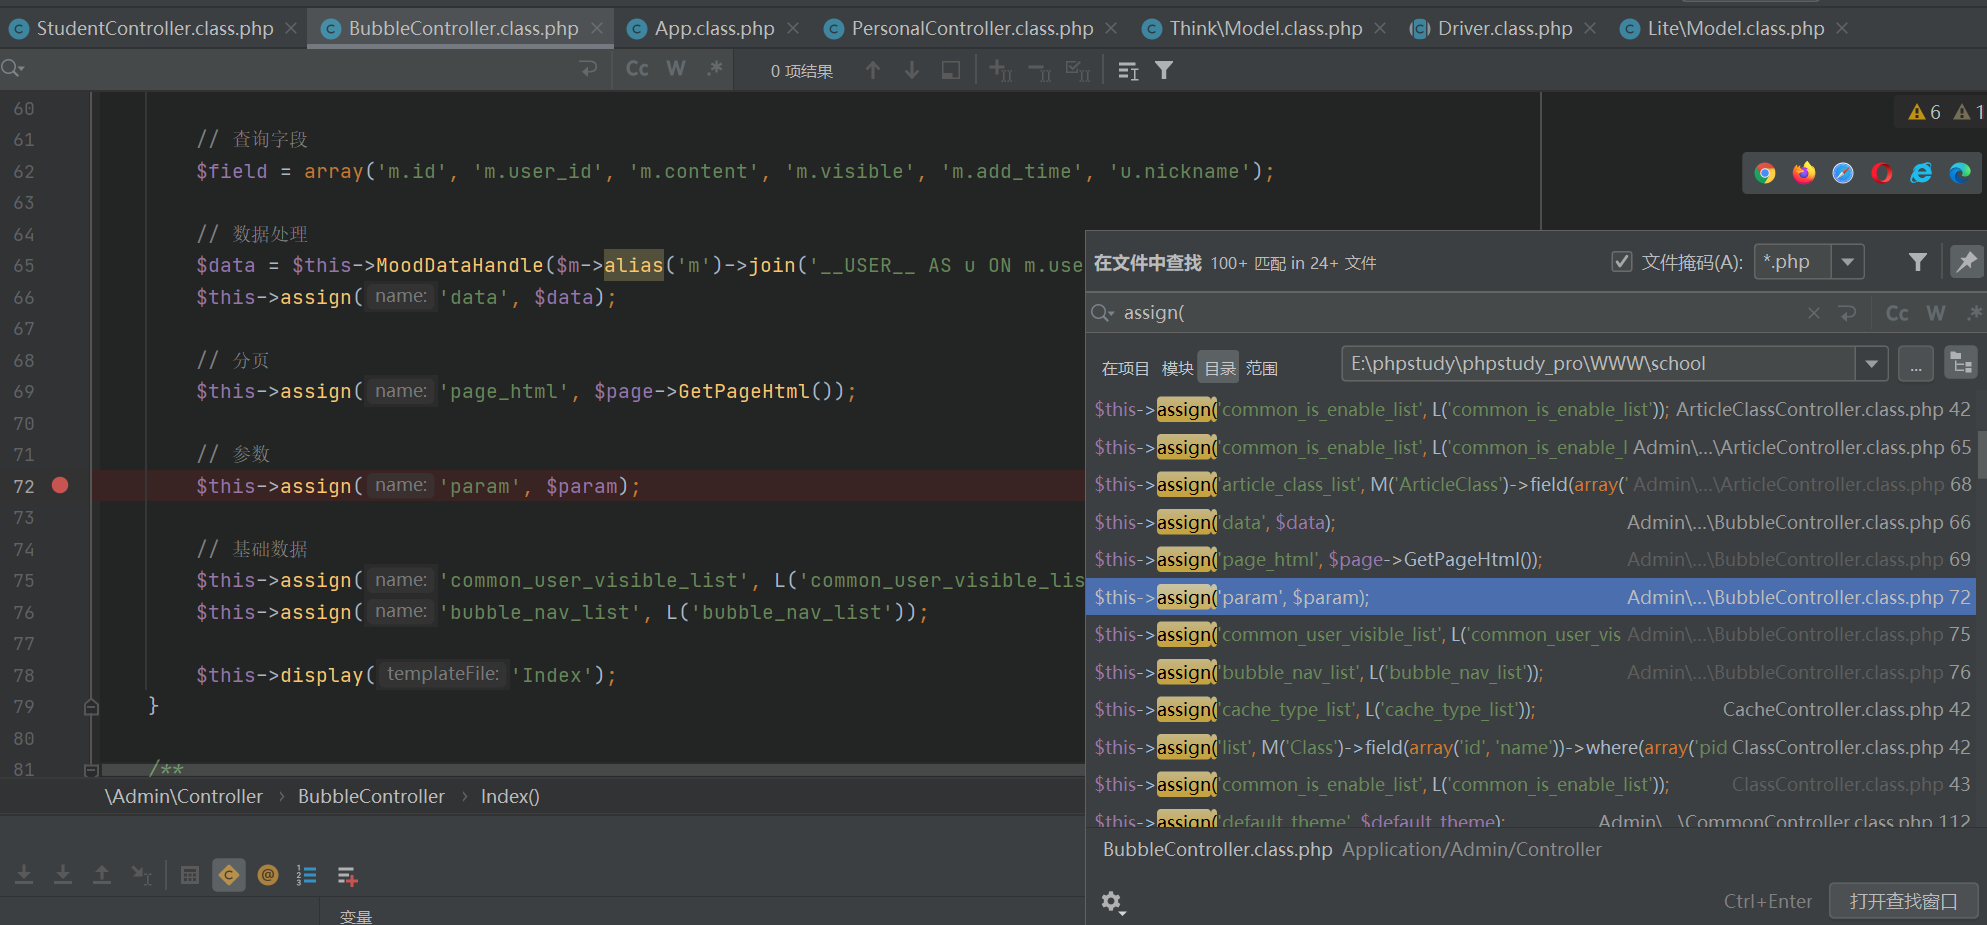 StudentController.class.php BubbleController.class.php App.class.php PersonalController.class.php Think\Model.class.php Driver.class.php Lite\Model.class.php
Cc W .* 0 项结果
60
61 // 查询字段
62 $field = array('m.id', 'm.user_id', 'm.content', 'm.visible', 'm.add_time', 'u.nickname');
63
64 // 数据处理
65 $data = $this->MoodDataHandle($m->alias('m')->join('__USER__ AS u ON m.use
66 $this->assign( name: 'data', $data);
67
68 // 分页
69 $this->assign( name: 'page_html', $page->GetPageHtml());
70
71 // 参数
72 $this->assign( name: 'param', $param);
73
74 // 基础数据
75 $this->assign( name: 'common_user_visible_list', L('common_user_visible_lis
76 $this->assign( name: 'bubble_nav_list', L('bubble_nav_list'));
77
78 $this->display( templateFile: 'Index');
79 }
80
81 /**
\Admin\Controller › BubbleController › Index()
变量
6 1
在文件中查找 100+ 匹配 in 24+ 文件 文件掩码(A): *.php
assign( Cc W .*
在项目 模块 目录 范围 E:\phpstudy\phpstudy_pro\WWW\school ...
$this->assign('common_is_enable_list', L('common_is_enable_list')); ArticleClassController.class.php 42
$this->assign('common_is_enable_list', L('common_is_enable_l Admin\...\ArticleController.class.php 65
$this->assign('article_class_list', M('ArticleClass')->field(array(' Admin\...\ArticleController.class.php 68
$this->assign('data', $data); Admin\...\BubbleController.class.php 66
$this->assign('page_html', $page->GetPageHtml()); Admin\...\BubbleController.class.php 69
$this->assign('param', $param); Admin\...\BubbleController.class.php 72
$this->assign('common_user_visible_list', L('common_user_vis Admin\...\BubbleController.class.php 75
$this->assign('bubble_nav_list', L('bubble_nav_list')); Admin\...\BubbleController.class.php 76
$this->assign('cache_type_list', L('cache_type_list')); CacheController.class.php 42
$this->assign('list', M('Class')->field(array('id', 'name'))->where(array('pid ClassController.class.php 42
$this->assign('common_is_enable_list', L('common_is_enable_list')); ClassController.class.php 43
$this->assign('default_theme', $default_theme); Admin\...\CommonController.class.php 112
BubbleController.class.php Application/Admin/Controller
Ctrl+Enter 打开查找窗口